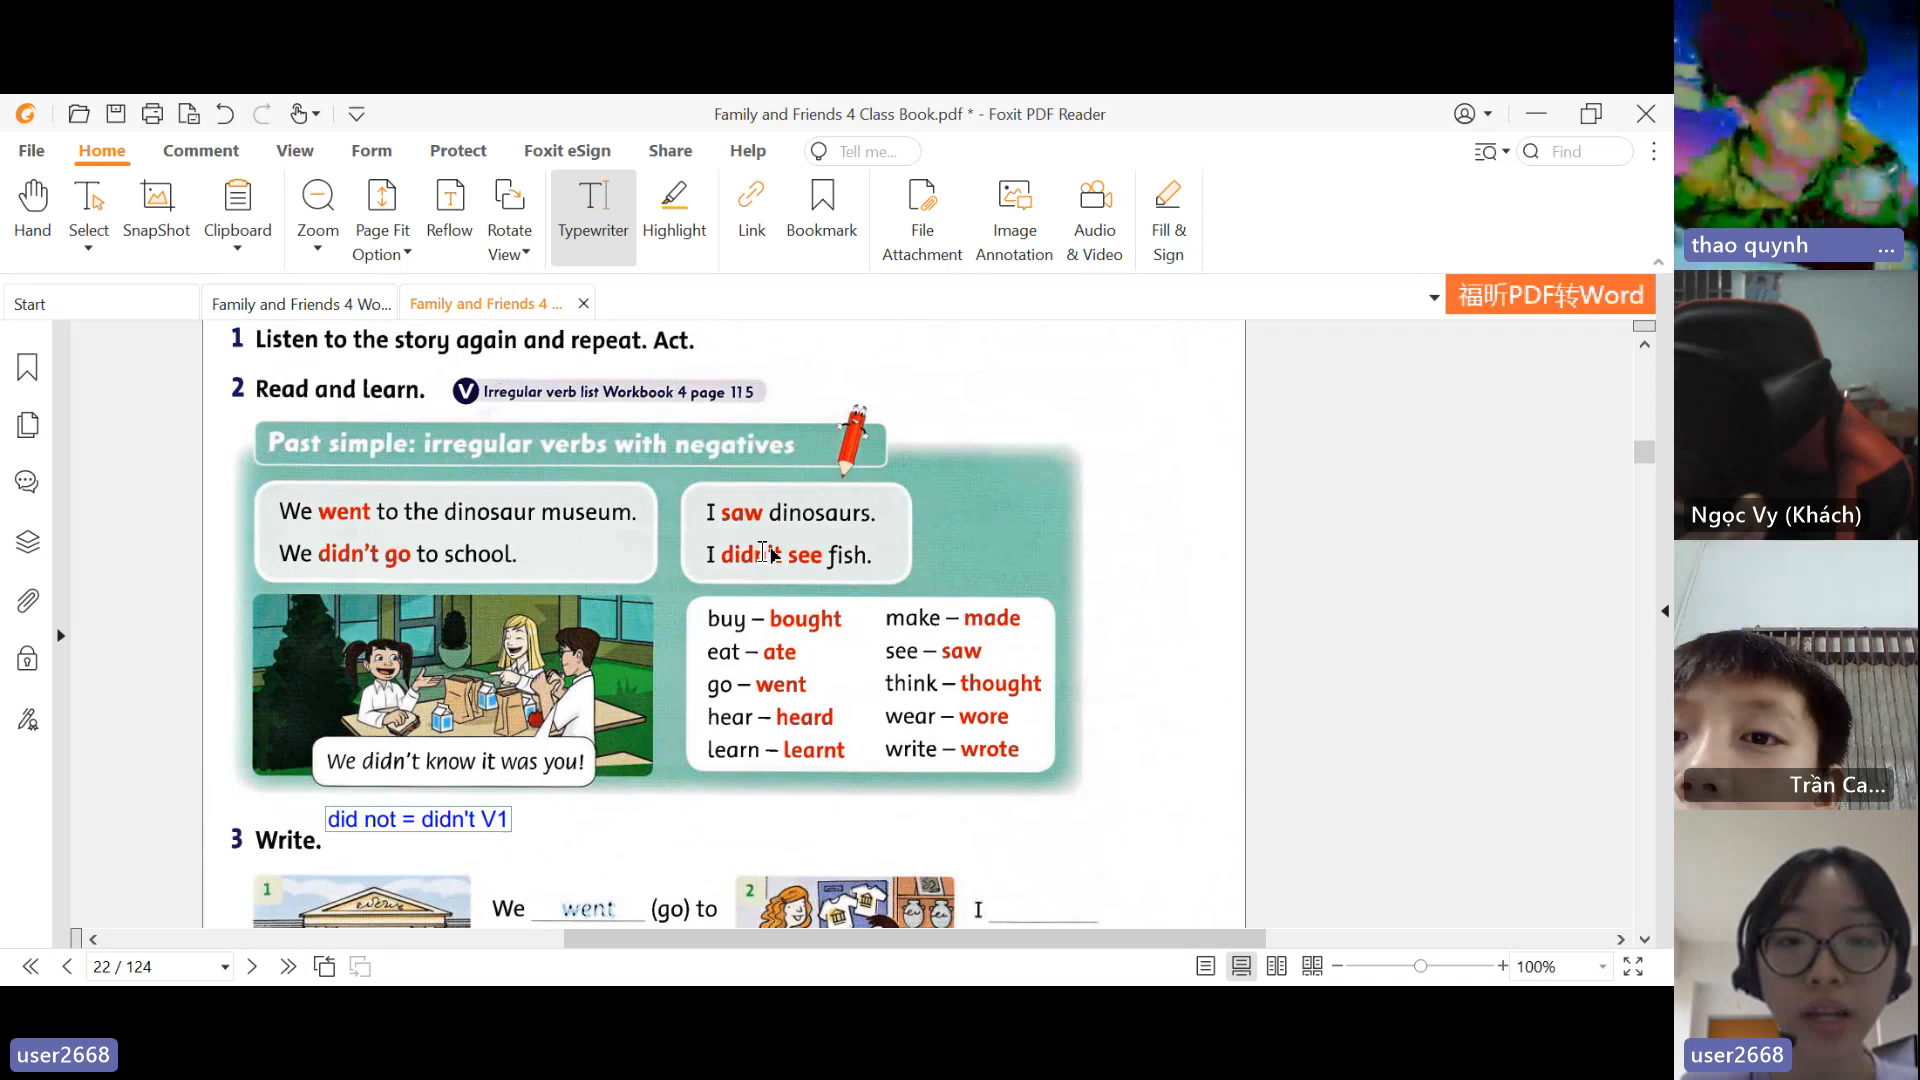 Family and Friends 4 Class Book.pdf * - Foxit PDF Reader
File Home Comment View Form Protect Foxit eSign Share Help Tell me... Find
Hand Select SnapShot Clipboard Zoom Page Fit Option Reflow Rotate View Typewriter Highlight Link Bookmark File Attachment Image Annotation Audio & Video Fill & Sign
Start Family and Friends 4 Wo... Family and Friends 4 ... 福昕PDF转Word
1 Listen to the story again and repeat. Act.
2 Read and learn. V Irregular verb list Workbook 4 page 115
Past simple: irregular verbs with negatives
We went to the dinosaur museum.
We didn't go to school.
I saw dinosaurs.
I didn't see fish.
buy – bought make – made
eat – ate see – saw
go – went think – thought
hear – heard wear – wore
learn – learnt write – wrote
We didn't know it was you!
did not = didn't V1
3 Write.
1 We went (go) to 2 I
22 / 124 100%
user2668
thao quynh ...
Ngọc Vy (Khách)
Trần Ca...
user2668